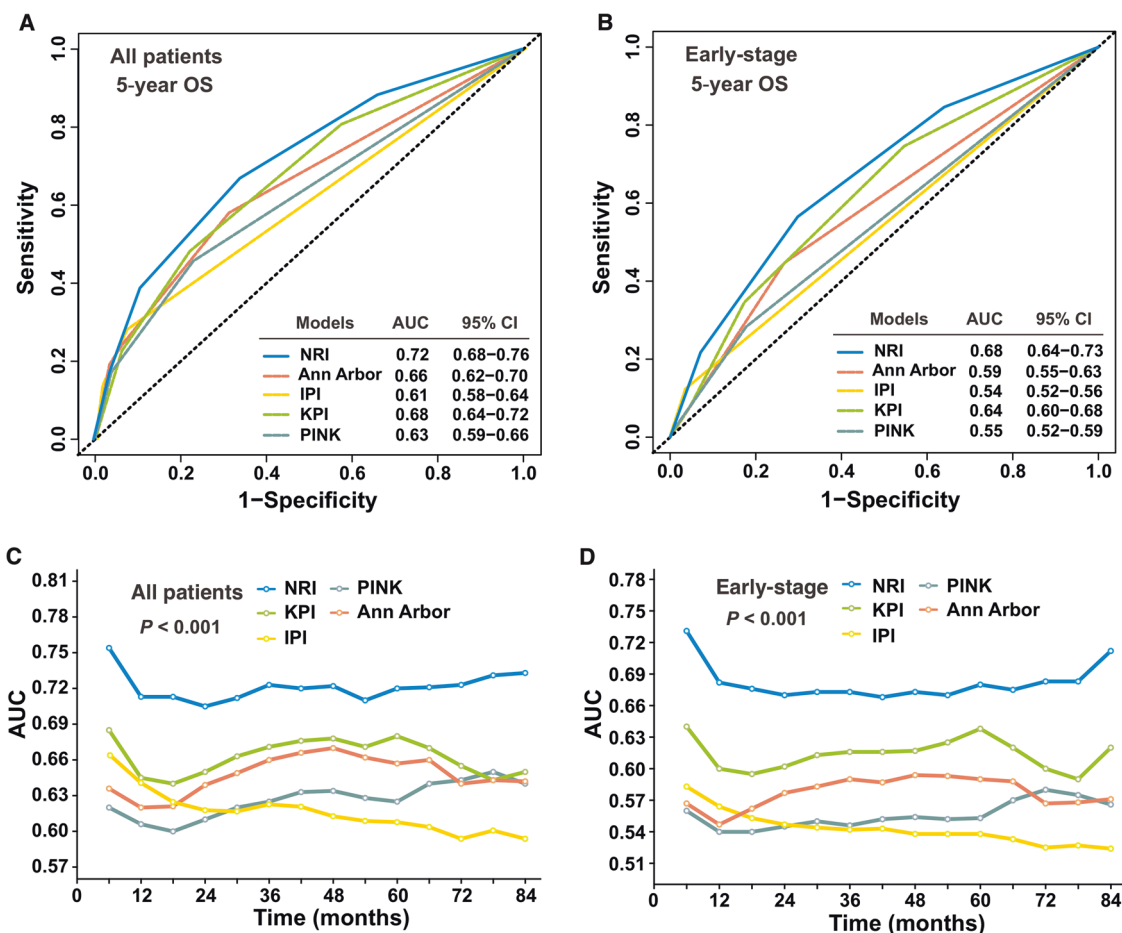 A
All patients
5-year OS
Sensitivity
1.0
0.8
0.6
0.4
0.2
0.0
Models AUC 95% CI
NRI 0.72 0.68−0.76
Ann Arbor 0.66 0.62−0.70
IPI 0.61 0.58−0.64
KPI 0.68 0.64−0.72
PINK 0.63 0.59−0.66
0.0 0.2 0.4 0.6 0.8 1.0
1−Specificity
B
Early-stage
5-year OS
Sensitivity
1.0
0.8
0.6
0.4
0.2
0.0
Models AUC 95% CI
NRI 0.68 0.64−0.73
Ann Arbor 0.59 0.55−0.63
IPI 0.54 0.52−0.56
KPI 0.64 0.60−0.68
PINK 0.55 0.52−0.59
0.0 0.2 0.4 0.6 0.8 1.0
1−Specificity
C
All patients
P < 0.001
NRI PINK
KPI Ann Arbor
IPI
AUC
0.81
0.78
0.75
0.72
0.69
0.66
0.63
0.60
0.57
0 12 24 36 48 60 72 84
Time (months)
D
Early-stage
P < 0.001
NRI PINK
KPI Ann Arbor
IPI
AUC
0.78
0.75
0.72
0.69
0.66
0.63
0.60
0.57
0.54
0.51
0 12 24 36 48 60 72 84
Time (months)